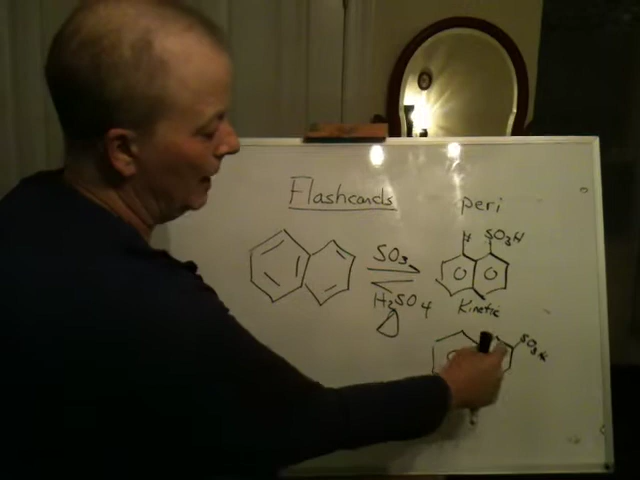 Flashcards
peri
H SO3H
SO3
H2SO4
Δ
Kinetic
SO3H